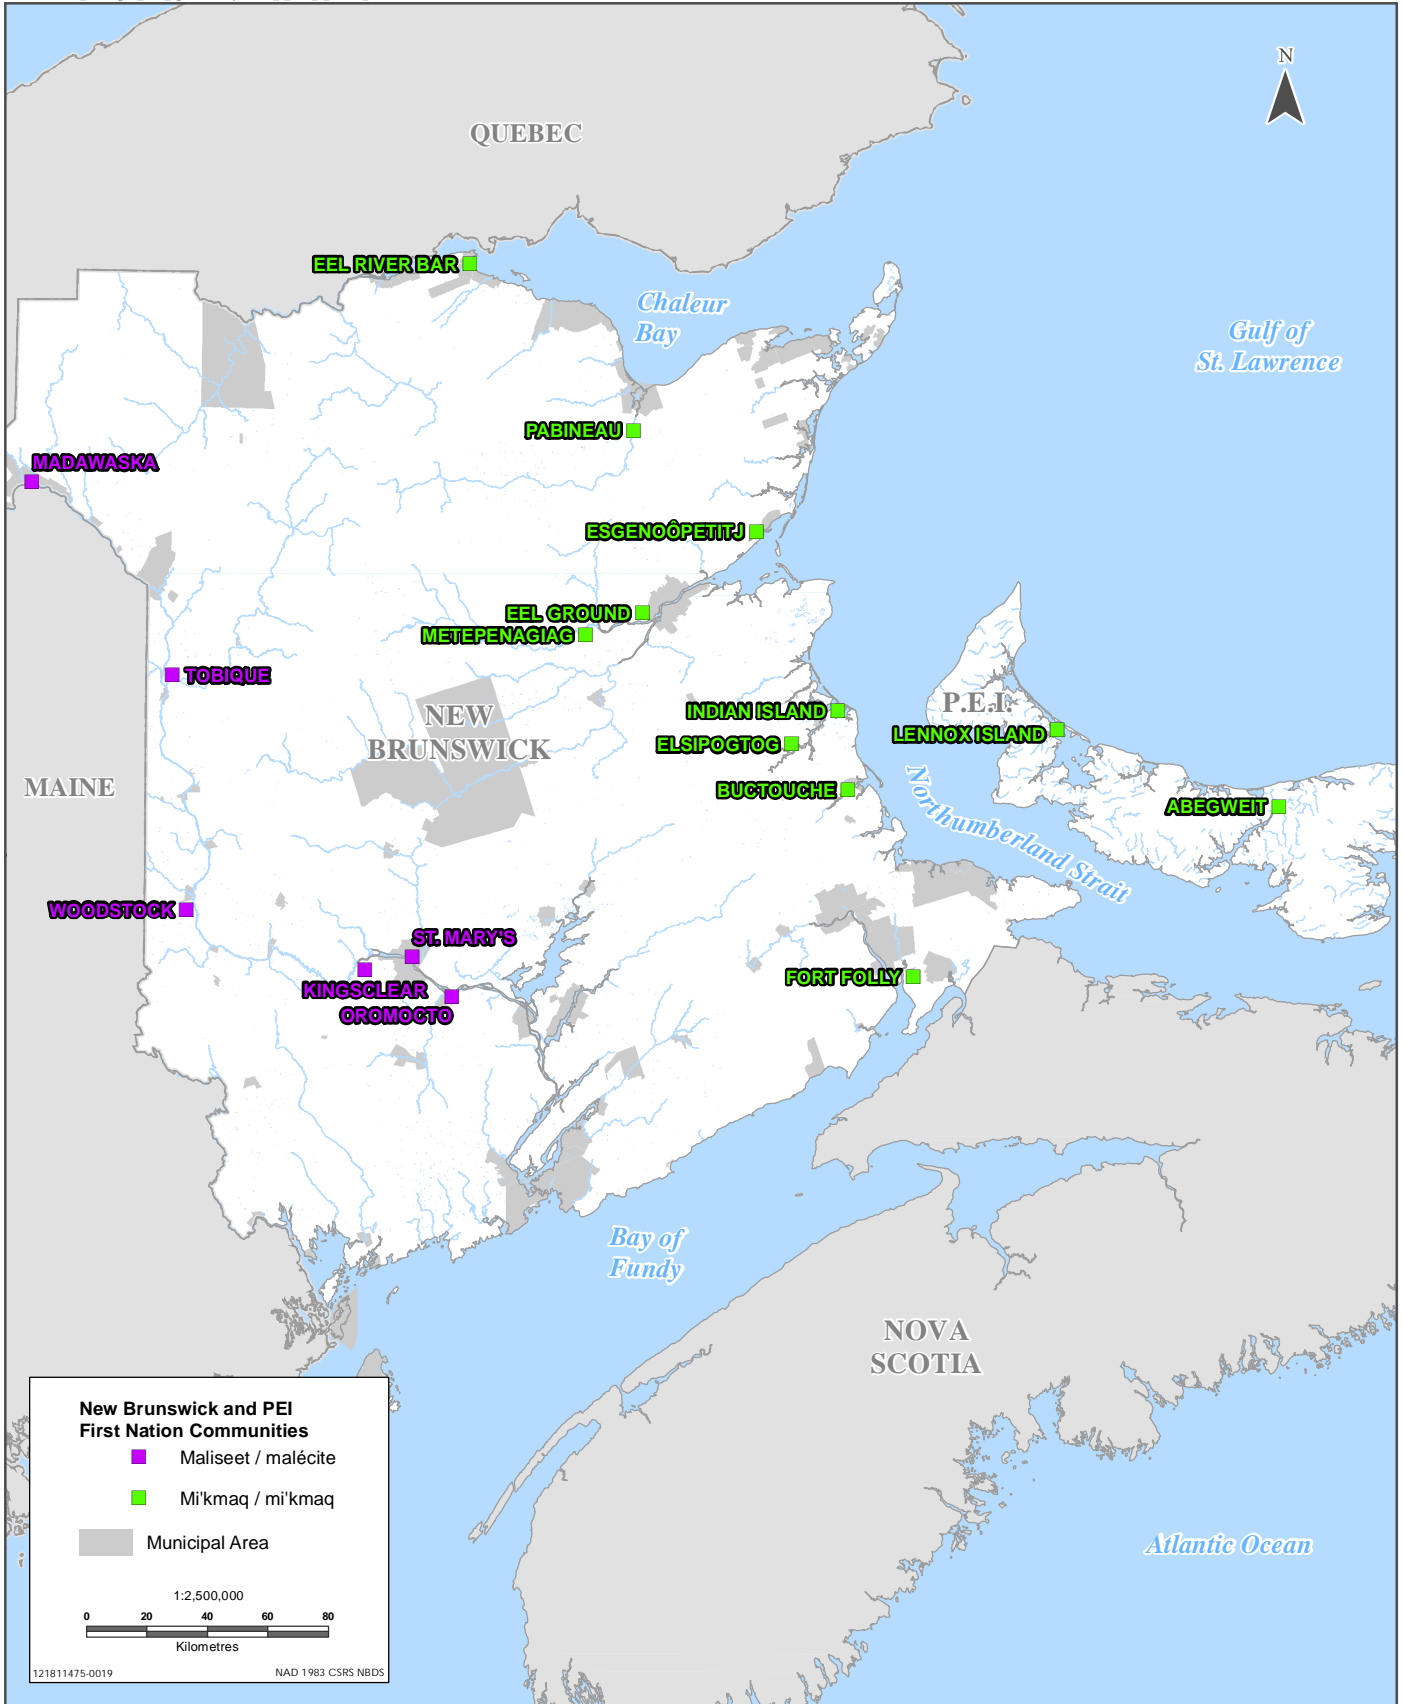 N
QUEBEC
EEL RIVER BAR
Chaleur
Bay
Gulf of
St. Lawrence
PABINEAU
MADAWASKA
ESGENOÔPETITJ
EEL GROUND
METEPENAGIAG
TOBIQUE
NEW
BRUNSWICK
INDIAN ISLAND
P.E.I.
LENNOX ISLAND
ELSIPOGTOG
MAINE
BUCTOUCHE
ABEGWEIT
Northumberland Strait
WOODSTOCK
ST. MARY'S
KINGSCLEAR
OROMOCTO
FORT FOLLY
Bay of
Fundy
NOVA
SCOTIA
Atlantic Ocean
New Brunswick and PEI
First Nation Communities
Maliseet / malécite
Mi'kmaq / mi'kmaq
Municipal Area
1:2,500,000
0 20 40 60 80
Kilometres
121811475-0019 NAD 1983 CSRS NBDS